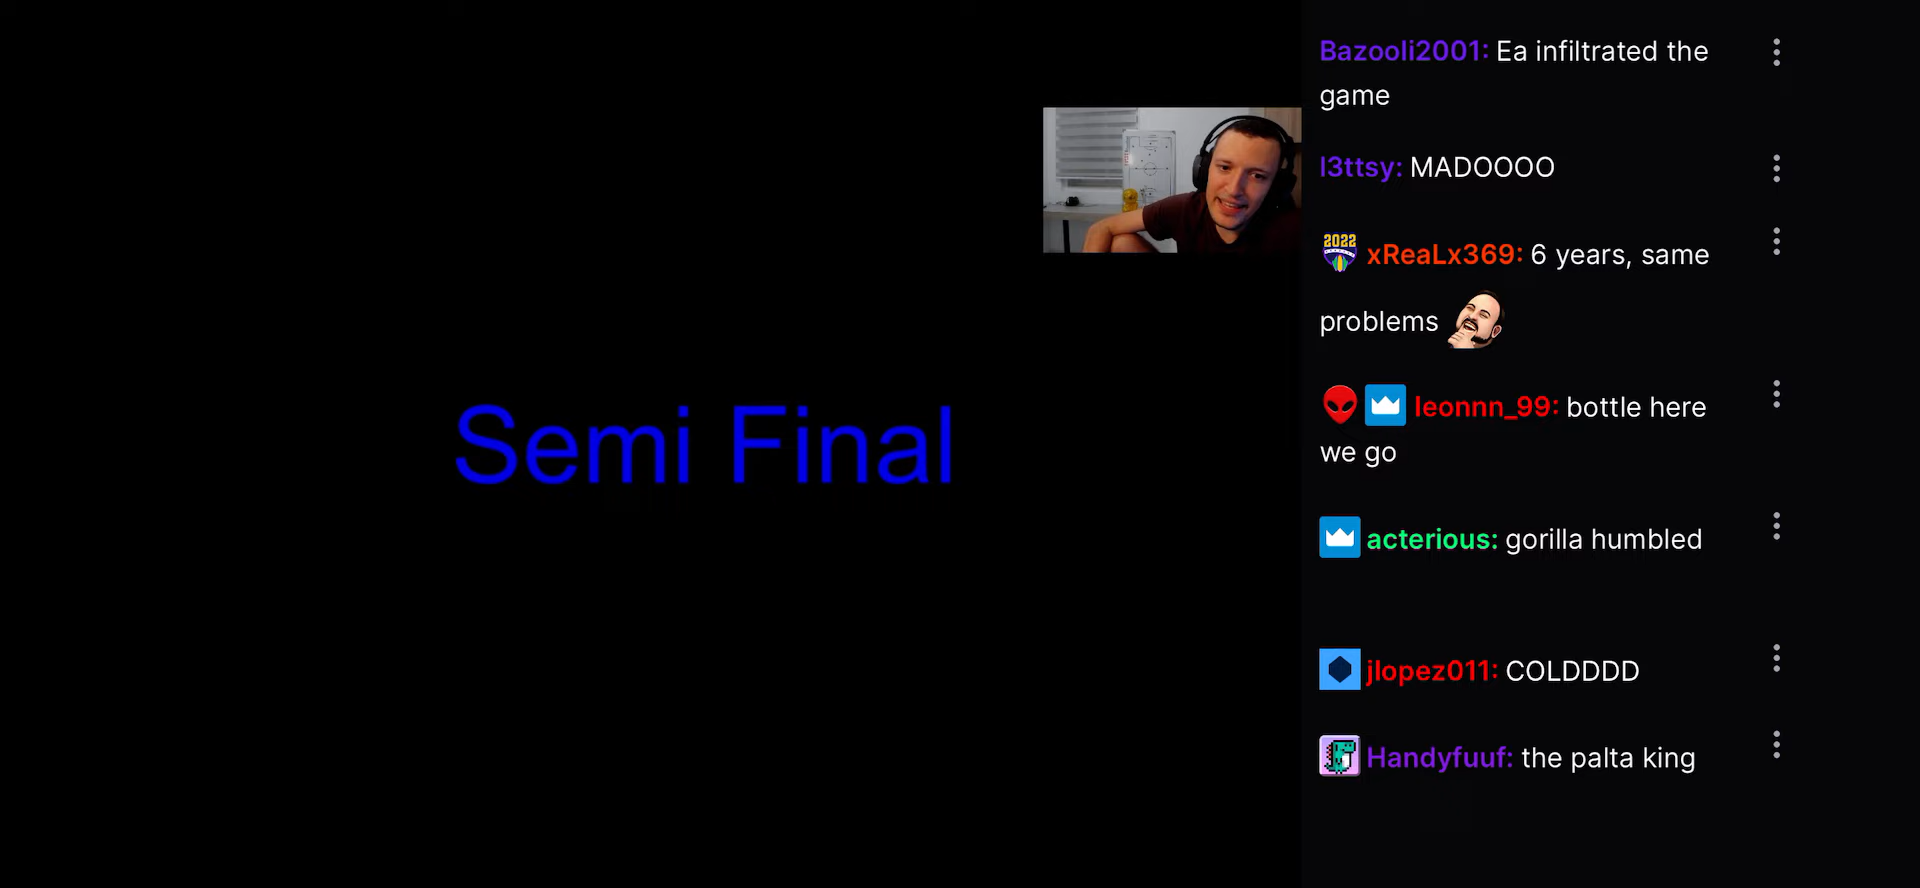 Semi Final
Bazooli2001: Ea infiltrated the
game
l3ttsy: MADOOOO
2022
xReaLx369: 6 years, same
problems
leonnn_99: bottle here
we go
acterious: gorilla humbled
jlopez011: COLDDDD
Handyfuuf: the palta king